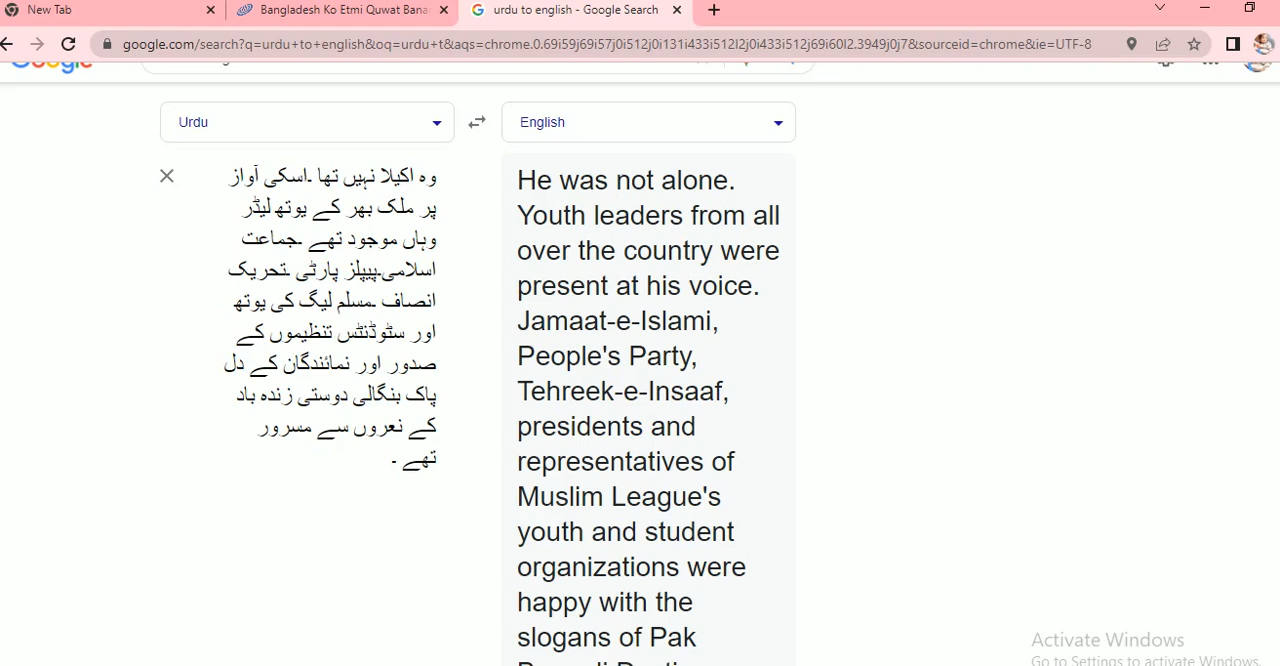 New Tab
Bangladesh Ko Etmi Quwat Bana
urdu to english - Google Search
google.com/search?q=urdu+to+english&oq=urdu+t&aqs=chrome.0.69i59j69i57j0i512j0i131i433i512l2j0i433i512j69i60l2.3949j0j7&sourceid=chrome&ie=UTF-8
Google
Urdu
English
وہ اکیلا نہیں تھا ۔اسکی آواز
پر ملک بھر کے یوتھ لیڈر
وہاں موجود تھے ۔جماعت
اسلامی۔پیپلز پارٹی ۔تحریک
انصاف ۔مسلم لیگ کی یوتھ
اور سٹوڈنٹس تنظیموں کے
صدور اور نمائندگان کے دل
پاک بنگالی دوستی زندہ باد
کے نعروں سے مسرور
تھے ۔
He was not alone.
Youth leaders from all
over the country were
present at his voice.
Jamaat-e-Islami,
People's Party,
Tehreek-e-Insaaf,
presidents and
representatives of
Muslim League's
youth and student
organizations were
happy with the
slogans of Pak
Activate Windows
Go to Settings to activate Windows.